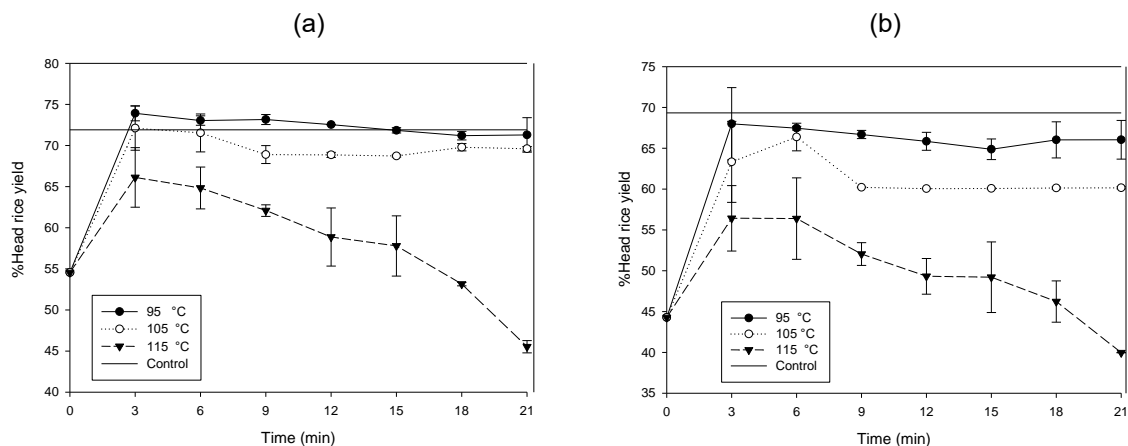 (a)
%Head rice yield
80
75
70
65
60
55
50
45
40
95 °C
105 °C
115 °C
Control
0 3 6 9 12 15 18 21
Time (min)
(b)
%Head rice yield
75
70
65
60
55
50
45
40
35
95 °C
105 °C
115 °C
Control
0 3 6 9 12 15 18 21
Time (min)